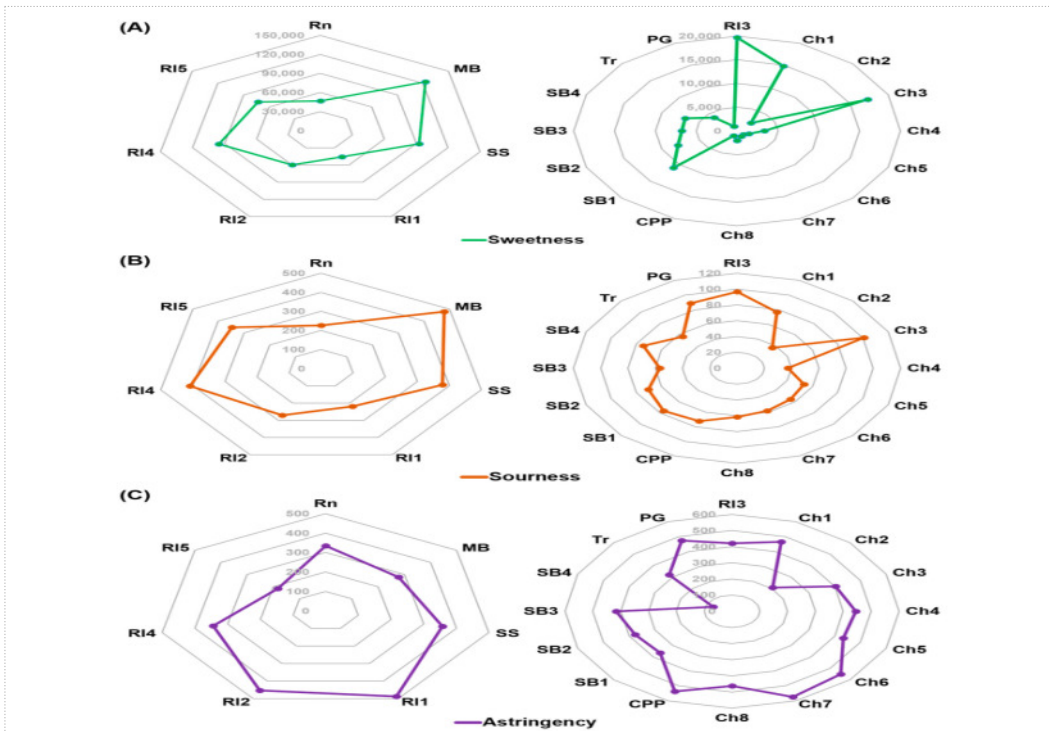 (A)
Rn
150,000
120,000
90,000
60,000
30,000
0
MB
SS
RI1
RI2
RI4
RI5
RI3
20,000
15,000
10,000
5,000
0
Ch1
Ch2
Ch3
Ch4
Ch5
Ch6
Ch7
Ch8
CPP
SB1
SB2
SB3
SB4
Tr
PG
Sweetness
(B)
Rn
500
400
300
200
100
0
MB
SS
RI1
RI2
RI4
RI5
RI3
120
100
80
60
40
20
0
Ch1
Ch2
Ch3
Ch4
Ch5
Ch6
Ch7
Ch8
CPP
SB1
SB2
SB3
SB4
Tr
PG
Sourness
(C)
Rn
500
400
300
200
100
0
MB
SS
RI1
RI2
RI4
RI5
RI3
600
500
400
300
200
100
0
Ch1
Ch2
Ch3
Ch4
Ch5
Ch6
Ch7
Ch8
CPP
SB1
SB2
SB3
SB4
Tr
PG
Astringency